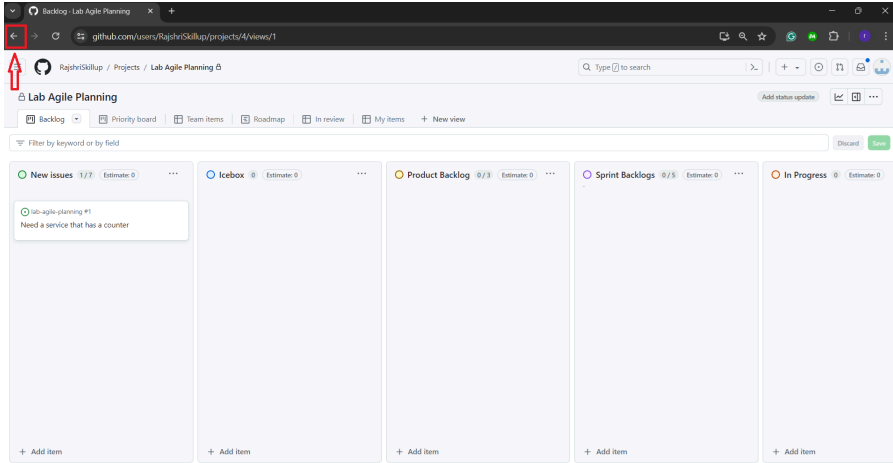 Backlog · Lab Agile Planning
github.com/users/RajshriSkillup/projects/4/views/1
RajshriSkillup / Projects / Lab Agile Planning
Type / to search
Lab Agile Planning
Add status update
Backlog
Priority board
Team items
Roadmap
In review
My items
+ New view
Filter by keyword or by field
Discard
Save
New issues 1 / 7 Estimate: 0 ...
Icebox 0 Estimate: 0 ...
Product Backlog 0 / 3 Estimate: 0 ...
Sprint Backlogs 0 / 5 Estimate: 0 ...
In Progress 0 Estimate: 0
lab-agile-planning #1
Need a service that has a counter
+ Add item
+ Add item
+ Add item
+ Add item
+ Add item